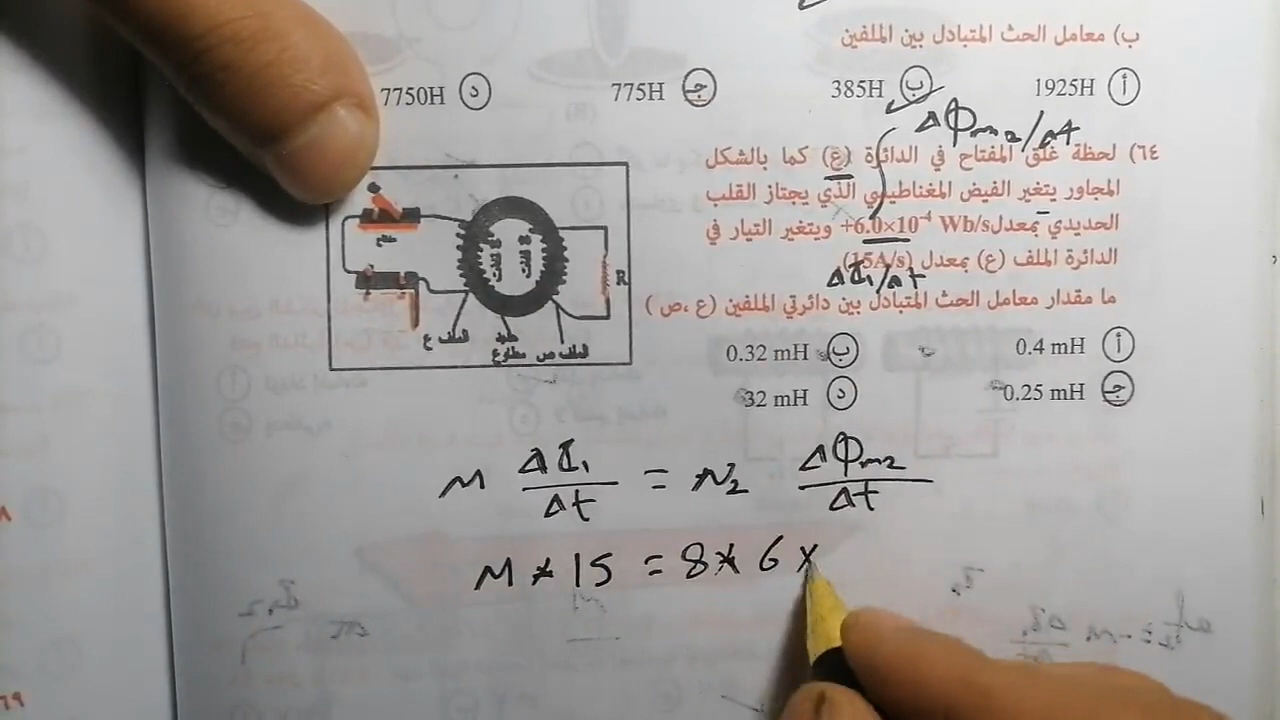 ب) معامل الحث المتبادل بين الملفين
أ 1925H ب 385H ج 775H د 7750H
Δφm2/Δt
٦٤) لحظة غلق المفتاح في الدائرة (ع) كما بالشكل
المجاور يتغير الفيض المغناطيسي الذي يجتاز القلب
الحديدي بمعدل +6.0×10⁻⁴ Wb/s ويتغير التيار في
الدائرة الملف (ع) بمعدل (15A/s)
ΔI1/Δt
ما مقدار معامل الحث المتبادل بين دائرتي الملفين (ع ،ص )
أ 0.4 mH ب 0.32 mH
ج 0.25 mH د 32 mH
مفتاح
R
الملف ع
الملف ص
حلقة
مطاوع
M ΔI1/Δt = N2 Δφm2/Δt
M * 15 = 8 * 6 ×